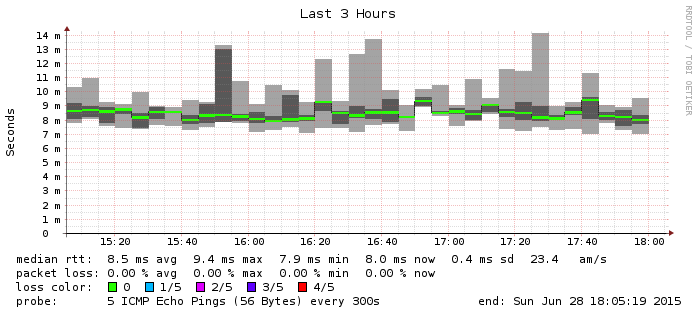 Last 3 Hours
RRDTOOL / TOBI OETIKER
Seconds
14 m
13 m
12 m
11 m
10 m
9 m
8 m
7 m
6 m
5 m
4 m
3 m
2 m
1 m
0
15:20 15:40 16:00 16:20 16:40 17:00 17:20 17:40 18:00
median rtt: 8.5 ms avg 9.4 ms max 7.9 ms min 8.0 ms now 0.4 ms sd 23.4 am/s
packet loss: 0.00 % avg 0.00 % max 0.00 % min 0.00 % now
loss color: 0 1/5 2/5 3/5 4/5
probe: 5 ICMP Echo Pings (56 Bytes) every 300s end: Sun Jun 28 18:05:19 2015